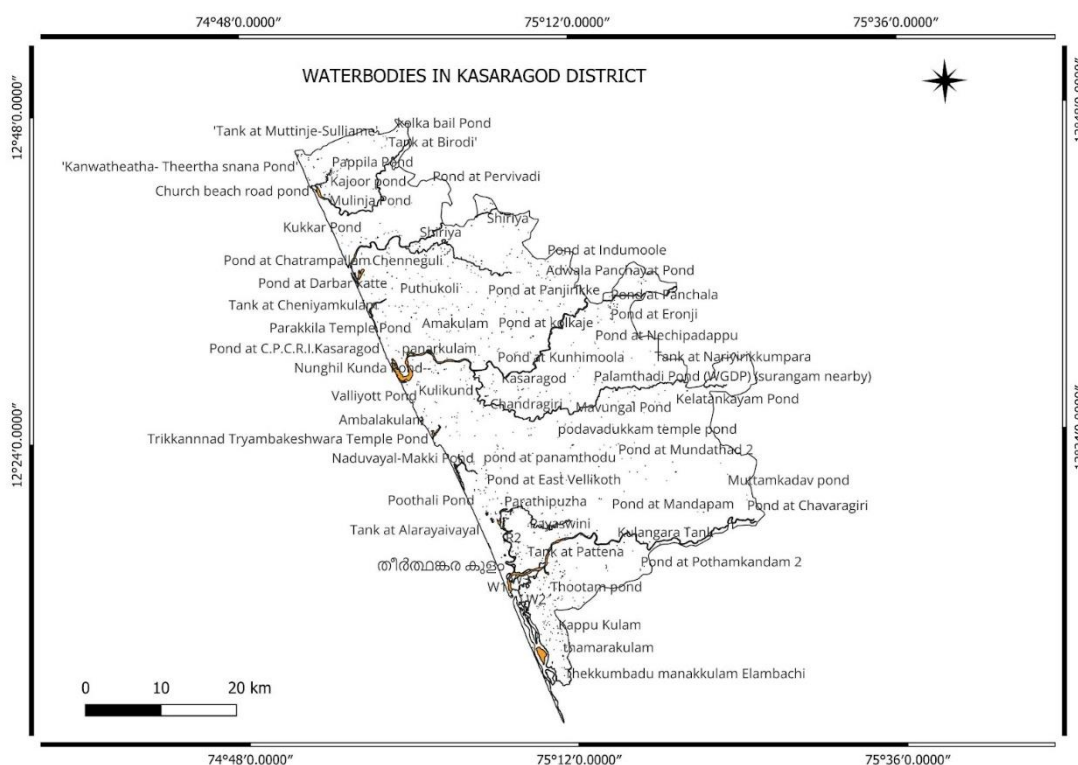 74°48′0.0000″ 75°12′0.0000″ 75°36′0.0000″
WATERBODIES IN KASARAGOD DISTRICT
12°48′0.0000″
kolka bail Pond
'Tank at Muttinje-Sulliame'
'Tank at Birodi'
'Kanwatheatha- Theertha snana Pond'
Pappila Pond
Pond at Pervivadi
Kajoor pond
Church beach road pond
Mulinja Pond
Shiriya
Kukkar Pond
Shiriya
Pond at Indumoole
Pond at Chatrampallam
Chenneguli
Adwala Panchayat Pond
Pond at Darbar katte
Puthukoli
Pond at Panjirikke
Pond at Panchala
Tank at Cheniyamkulam
Pond at Eronji
Parakkila Temple Pond
Amakulam
Pond at kolkaje
Pond at Nechipadappu
Pond at C.P.C.R.I.Kasaragod
panarkulam
Pond at Kunhimoola
Tank at Nariyirikkumpara
Nunghil Kunda Pond--
Kasaragod
Palamthadi Pond (WGDP) (surangam nearby)
Valliyott Pond
Kulikund
Chandragiri
Mavungal Pond
Kelatankayam Pond
Ambalakulam
podavadukkam temple pond
Trikkannnad Tryambakeshwara Temple Pond
12°24′0.0000″
12°24′0.0000″
Naduvayal-Makki Pond
pond at panamthodu
Pond at Mundathad 2
Pond at East Vellikoth
Muttamkadav pond
Poothali Pond
Parathipuzha
Pond at Mandapam
Pond at Chavaragiri
Tank at Alarayaivayal
Payaswini
R2
Kulangara Tank
Tank at Pattena
തീർത്ഥങ്കര കുളം
Pond at Pothamkandam 2
W1
W2
Thootam pond
Kappu Kulam
thamarakulam
Thekkumbadu manakkulam Elambachi
0 10 20 km
74°48′0.0000″ 75°12′0.0000″ 75°36′0.0000″